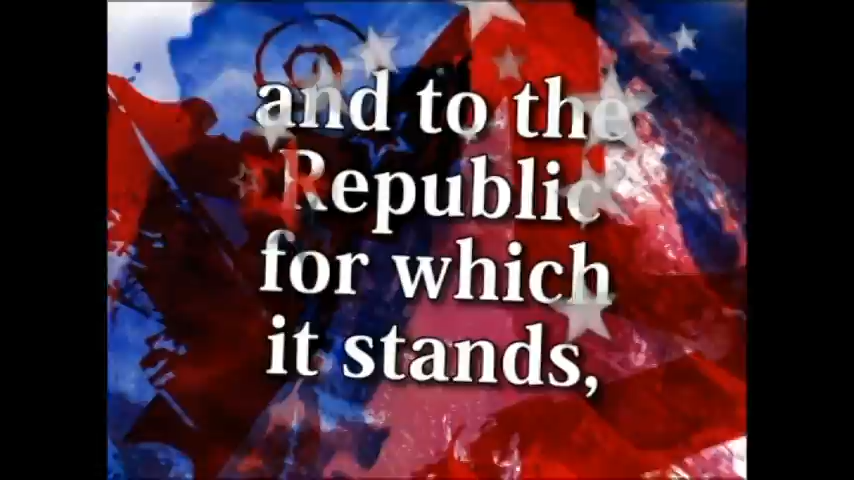 and to the
Republic
for which
it stands,